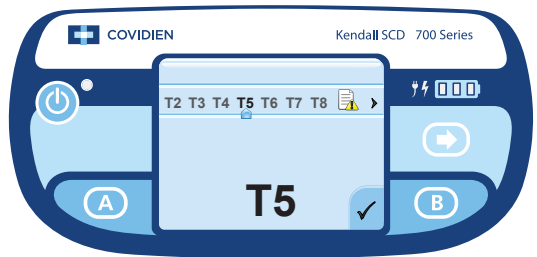 COVIDIEN
Kendall SCD 700 Series
T2 T3 T4 T5 T6 T7 T8
T5
A
B